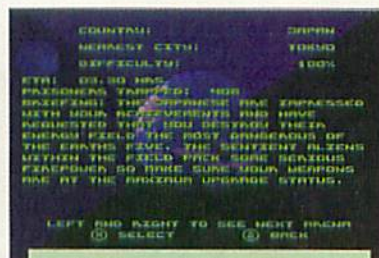 COUNTRY: JAPAN
NEAREST CITY: TOKYO
DIFFICULTY: 100%
ETA: 03.30 HRS
PRISONERS TRAPPED: 408
BRIEFING: THE JAPANESE ARE IMPRESSED
WITH YOUR ACHIEVEMENTS AND HAVE
REQUESTED THAT YOU DESTROY THEIR
ENERGY FIELD. THE MOST DANGEROUS OF
THE EARTHS FIVE, THE SENTIENT ALIENS
WITHIN THE FIELD PACK SOME SERIOUS
FIREPOWER SO MAKE SURE YOUR WEAPONS
ARE AT THE MAXIMUM UPGRADE STATUS.
LEFT AND RIGHT TO SEE NEXT ARENA
SELECT BACK